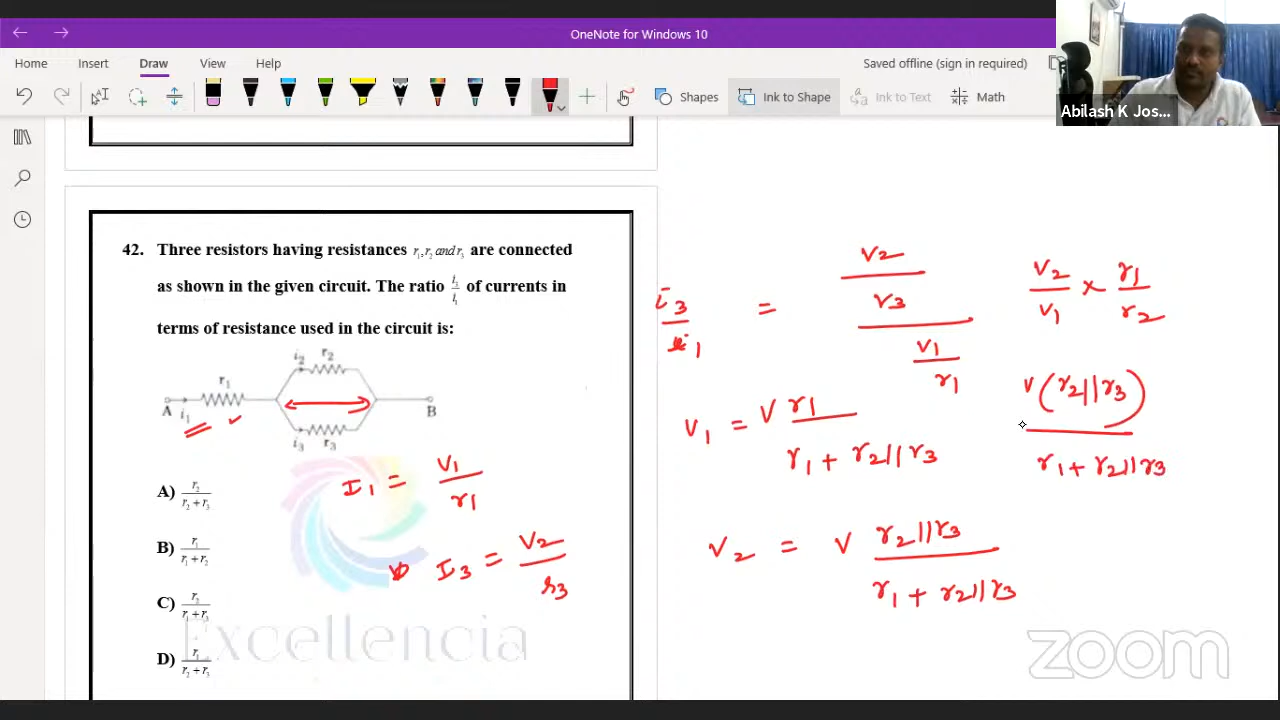 OneNote for Windows 10
Home Insert Draw View Help
Saved offline (sign in required)
Shapes
Ink to Shape
Ink to Text
Math
Abilash K Jos...
42. Three resistors having resistances r₁, r₂ and r₃ are connected
as shown in the given circuit. The ratio i₃/i₁ of currents in
terms of resistance used in the circuit is:
i₂ r₂
r₁
A i₁ B
i₃ r₃
A) r₂/(r₂ + r₃)
B) r₁/(r₁ + r₂)
C) r₂/(r₁ + r₃)
D) r₁/(r₂ + r₃)
I₁ = V₁/r₁
I₃ = V₂/r₃
i₃/i₁ = (V₂/r₃)/(V₁/r₁)
V₂/V₁ × r₁/r₂
V₁ = V r₁/(r₁ + r₂||r₃)
V(r₂||r₃)/(r₁ + r₂||r₃)
V₂ = V r₂||r₃/(r₁ + r₂||r₃)
Excellencia
zoom